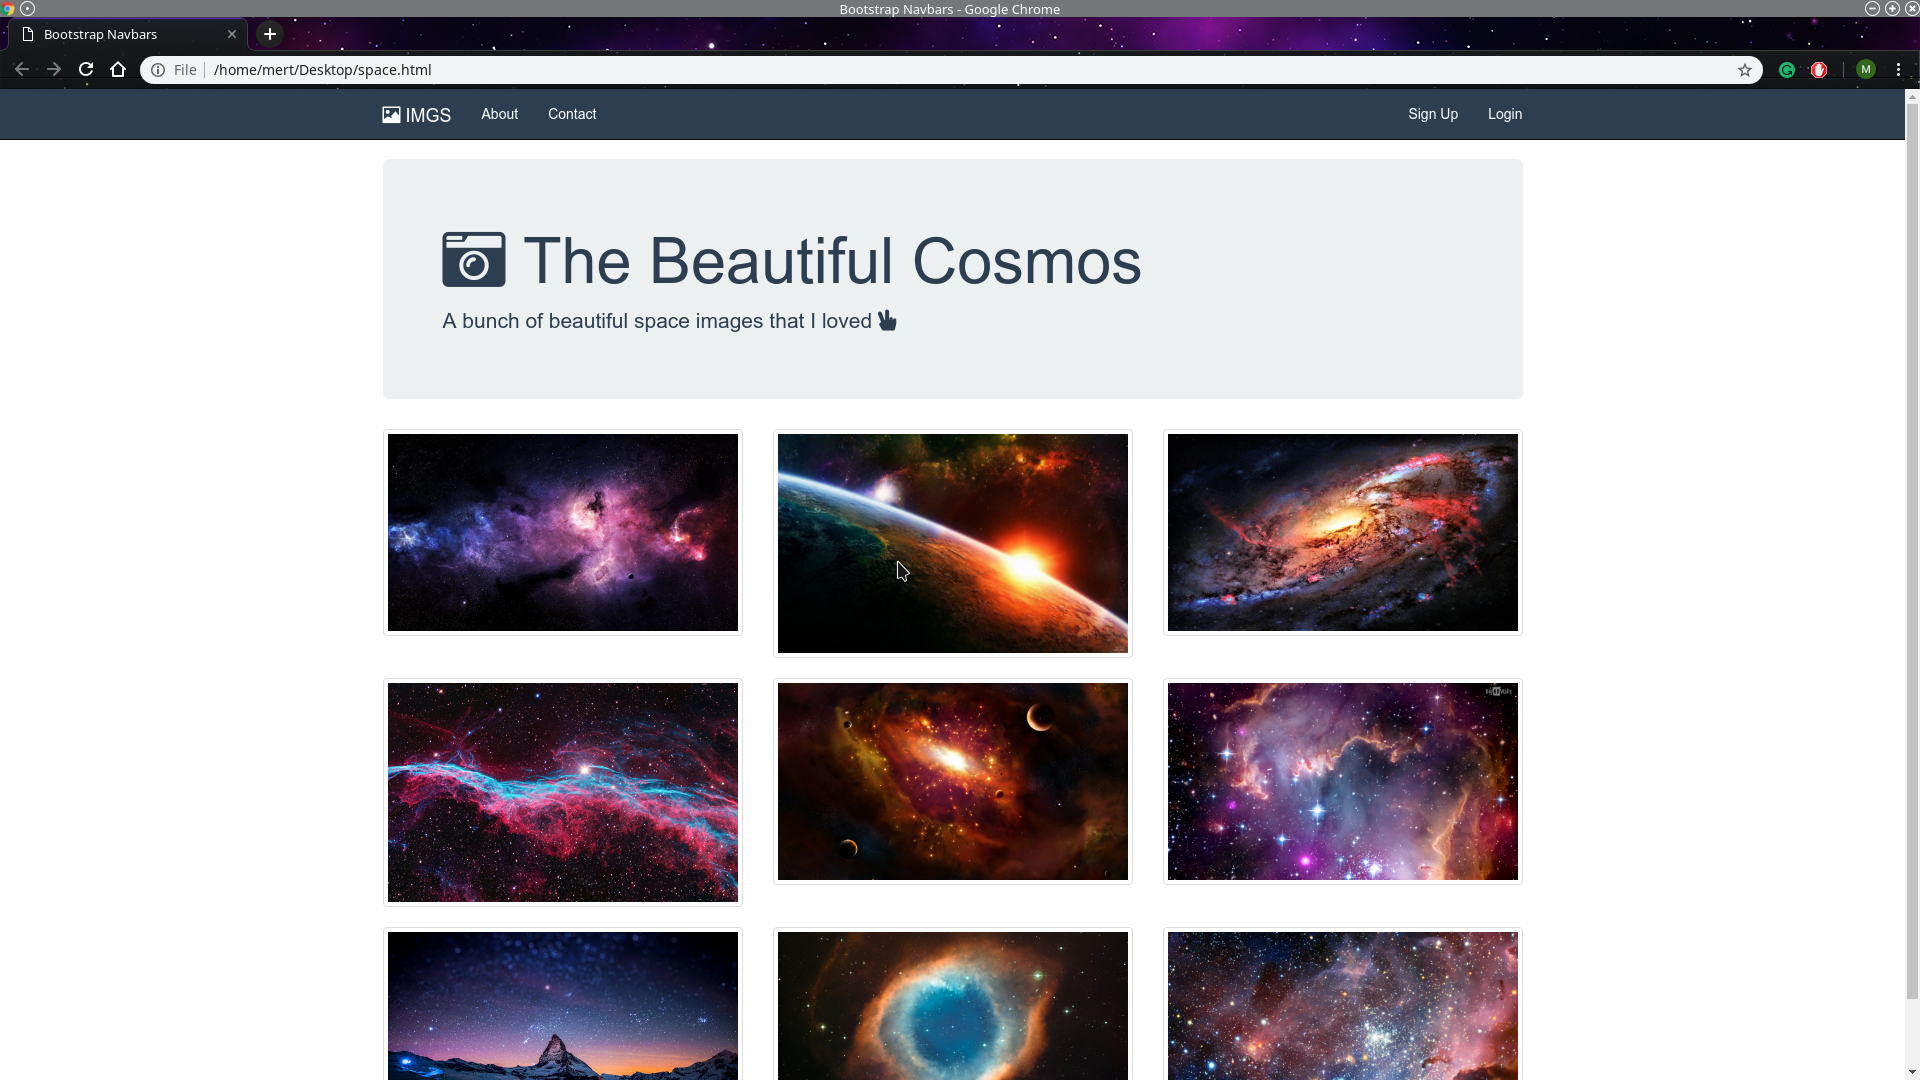 Bootstrap Navbars - Google Chrome
Bootstrap Navbars
File
/home/mert/Desktop/space.html
M
IMGS
About
Contact
Sign Up
Login
The Beautiful Cosmos
A bunch of beautiful space images that I loved